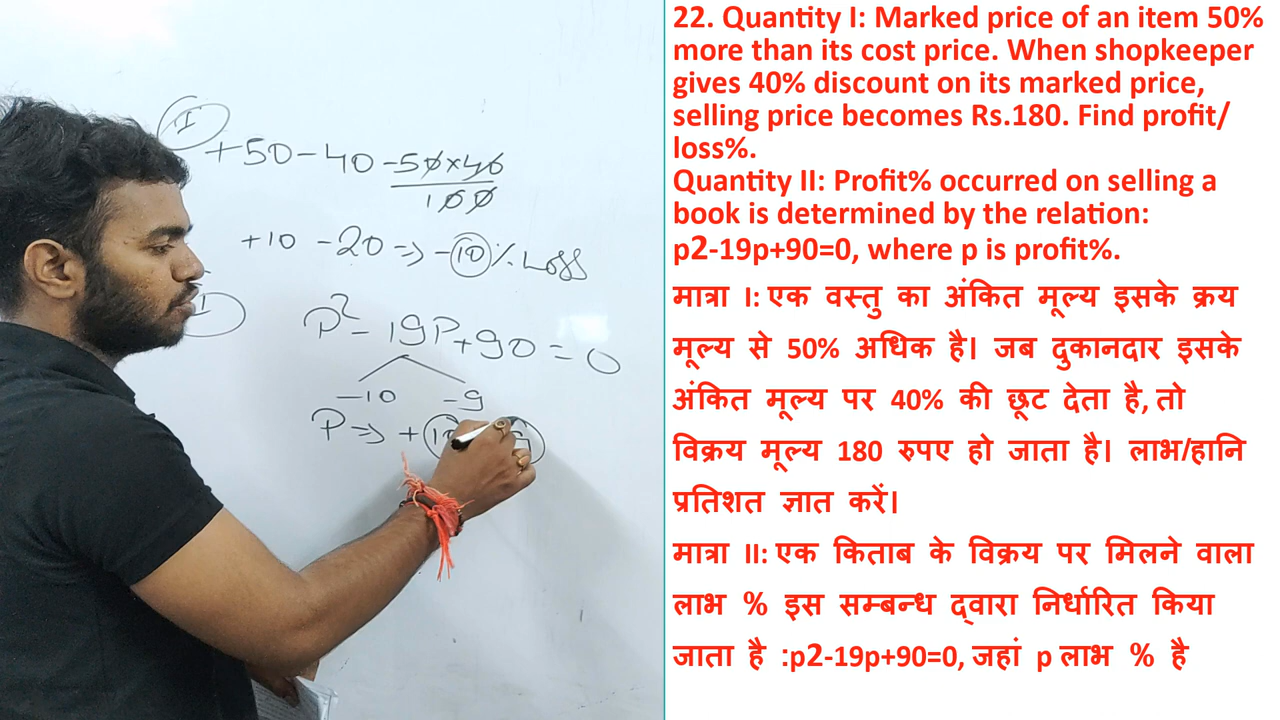 I
+50-40-50×40
100
+10 -20 ⇒ -10% Loss
P²-19P+90=0
-10 -9
P ⇒ +
22. Quantity I: Marked price of an item 50%
more than its cost price. When shopkeeper
gives 40% discount on its marked price,
selling price becomes Rs.180. Find profit/
loss%.
Quantity II: Profit% occurred on selling a
book is determined by the relation:
p2-19p+90=0, where p is profit%.
मात्रा I: एक वस्तु का अंकित मूल्य इसके क्रय
मूल्य से 50% अधिक है। जब दुकानदार इसके
अंकित मूल्य पर 40% की छूट देता है, तो
विक्रय मूल्य 180 रुपए हो जाता है। लाभ/हानि
प्रतिशत ज्ञात करें।
मात्रा II: एक किताब के विक्रय पर मिलने वाला
लाभ % इस सम्बन्ध द्वारा निर्धारित किया
जाता है :p2-19p+90=0, जहां p लाभ % है